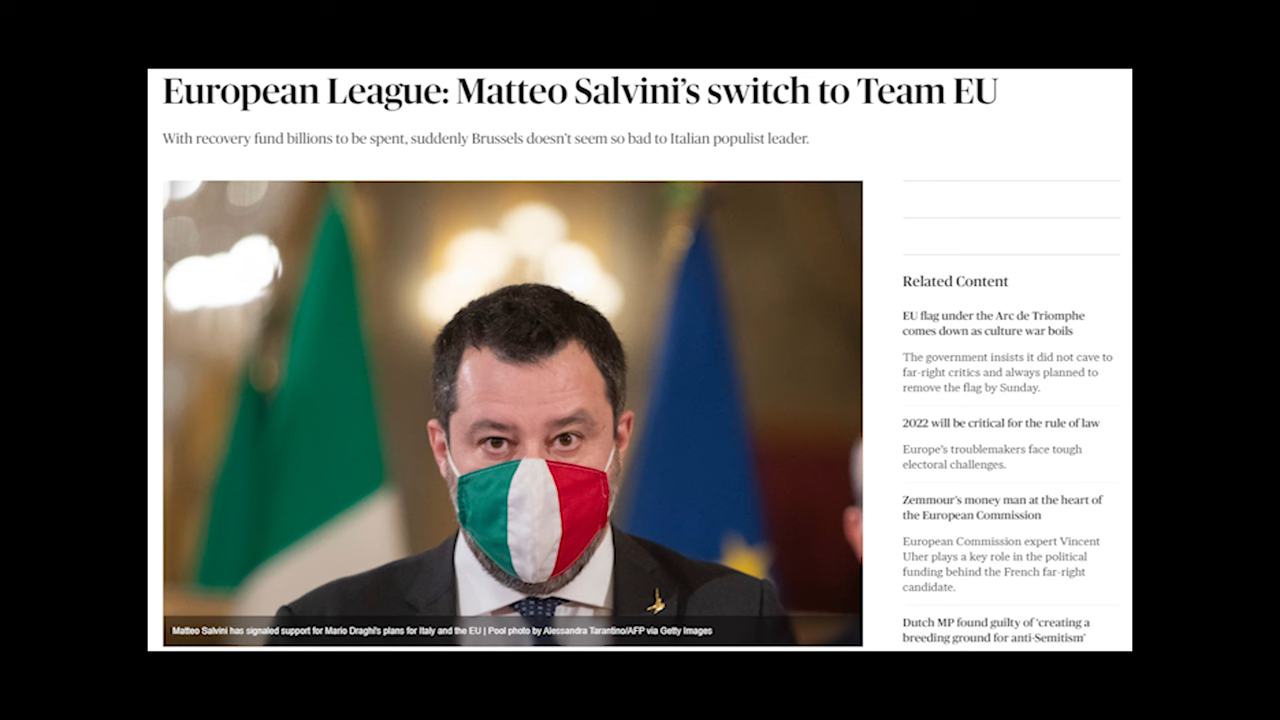 European League: Matteo Salvini’s switch to Team EU
With recovery fund billions to be spent, suddenly Brussels doesn’t seem so bad to Italian populist leader.
Matteo Salvini has signaled support for Mario Draghi's plans for Italy and the EU | Pool photo by Alessandra Tarantino/AFP via Getty Images
Related Content
EU flag under the Arc de Triomphe
comes down as culture war boils
The government insists it did not cave to
far-right critics and always planned to
remove the flag by Sunday.
2022 will be critical for the rule of law
Europe’s troublemakers face tough
electoral challenges.
Zemmour’s money man at the heart of
the European Commission
European Commission expert Vincent
Uher plays a key role in the political
funding behind the French far-right
candidate.
Dutch MP found guilty of ‘creating a
breeding ground for anti-Semitism’